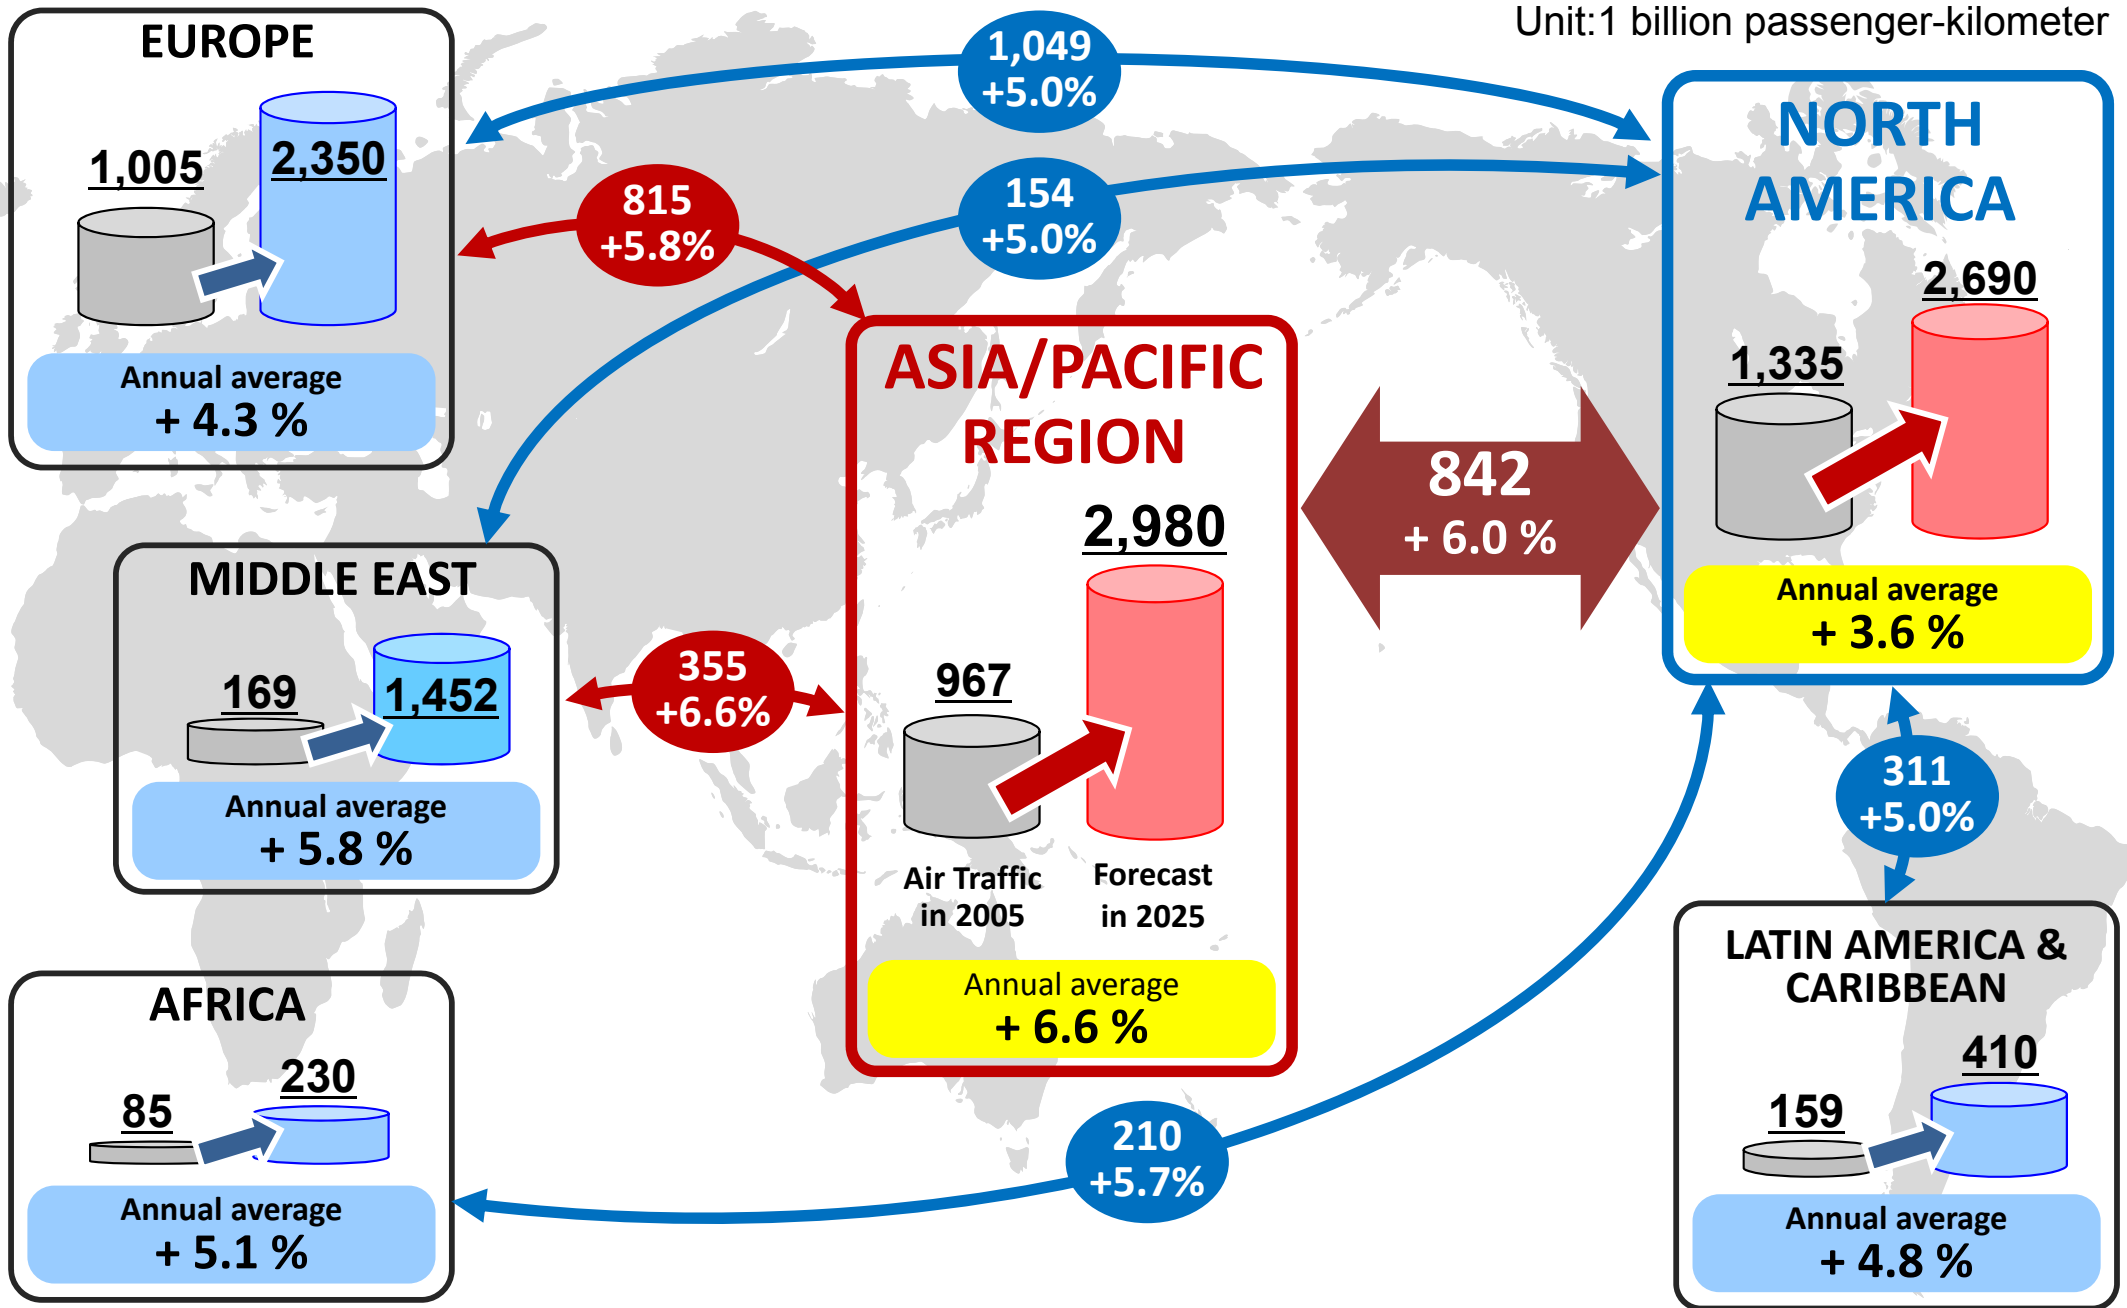 Unit:1 billion passenger-kilometer
EUROPE
1,005
2,350
Annual average
+ 4.3 %
1,049
+5.0%
815
+5.8%
154
+5.0%
NORTH
AMERICA
1,335
2,690
Annual average
+ 3.6 %
ASIA/PACIFIC
REGION
967
2,980
Air Traffic
in 2005
Forecast
in 2025
Annual average
+ 6.6 %
842
+ 6.0 %
MIDDLE EAST
169
1,452
Annual average
+ 5.8 %
355
+6.6%
311
+5.0%
AFRICA
85
230
Annual average
+ 5.1 %
210
+5.7%
LATIN AMERICA &
CARIBBEAN
159
410
Annual average
+ 4.8 %